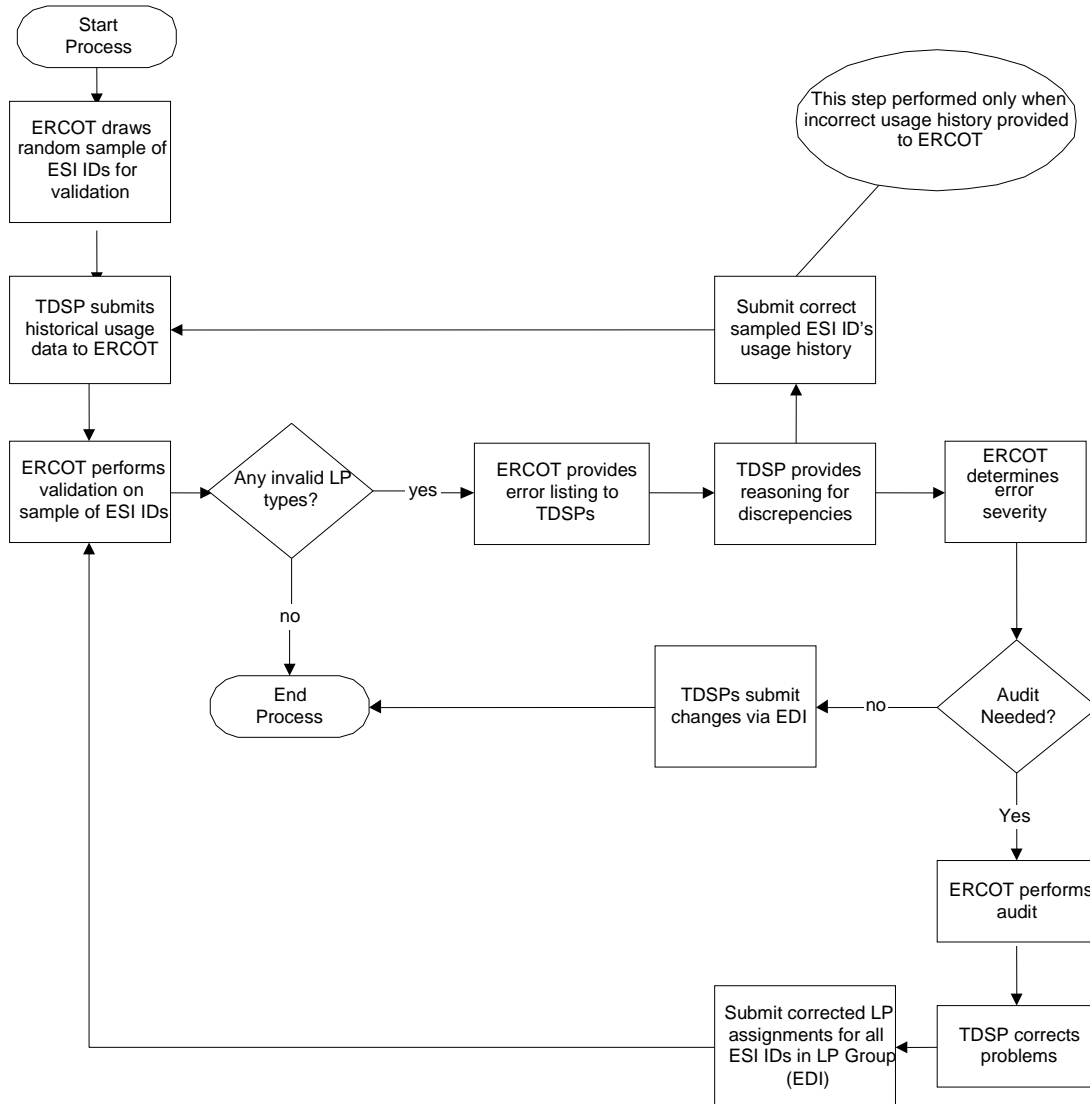 Start
Process
This step performed only when
incorrect usage history provided
to ERCOT
ERCOT draws
random sample of
ESI IDs for
validation
TDSP submits
historical usage
data to ERCOT
Submit correct
sampled ESI ID's
usage history
ERCOT performs
validation on
sample of ESI IDs
Any invalid LP
types?
yes
ERCOT provides
error listing to
TDSPs
TDSP provides
reasoning for
discrepencies
ERCOT
determines
error
severity
no
End
Process
TDSPs submit
changes via EDI
no
Audit
Needed?
Yes
ERCOT performs
audit
Submit corrected LP
assignments for all
ESI IDs in LP Group
(EDI)
TDSP corrects
problems